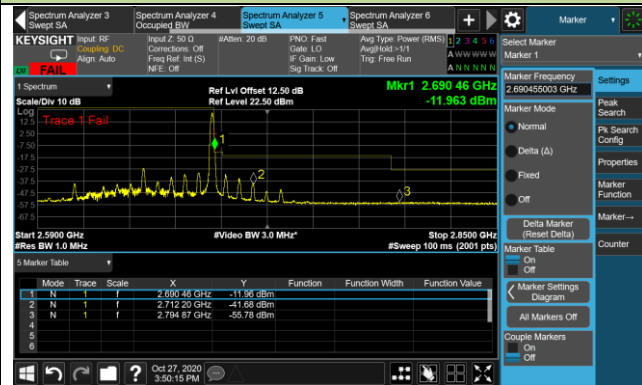 Spectrum Analyzer 3
Swept SA
Spectrum Analyzer 4
Occupied BW
Spectrum Analyzer 5
Swept SA
Spectrum Analyzer 6
Swept SA
+
Marker
KEYSIGHT
Input: RF
Coupling: DC
Align: Auto
Input Z: 50 Ω
Corrections: Off
Freq Ref: Int (S)
NFE: Off
#Atten: 20 dB
PNO: Fast
Gate: LO
IF Gain: Low
Sig Track: Off
Avg Type: Power (RMS)
Avg|Hold:>1/1
Trig: Free Run
1 2 3 4 5 6
A W W W W W
A N N N N N
LXI
FAIL
Select Marker
Marker 1
1 Spectrum
Scale/Div 10 dB
Ref Lvl Offset 12.50 dB
Ref Level 22.50 dBm
Mkr1 2.690 46 GHz
-11.963 dBm
Log
Trace 1 Fail
12.5
2.50
-7.50
-17.5
-27.5
-37.5
-47.5
-57.5
-67.5
1
2
3
Start 2.5900 GHz
#Res BW 1.0 MHz
#Video BW 3.0 MHz*
Stop 2.8500 GHz
#Sweep 100 ms (2001 pts)
5 Marker Table
Mode Trace Scale X Y Function Function Width Function Value
1 N 1 f 2.690 46 GHz -11.96 dBm
2 N 1 f 2.712 20 GHz -41.68 dBm
3 N 1 f 2.794 87 GHz -55.78 dBm
4
5
6
Marker Frequency
2.690455003 GHz
Marker Mode
Normal
Delta (Δ)
Fixed
Off
Delta Marker
(Reset Delta)
Marker Table
On
Off
Marker Settings
Diagram
All Markers Off
Couple Markers
On
Off
Settings
Peak
Search
Pk Search
Config
Properties
Marker
Function
Marker→
Counter
?
Oct 27, 2020
3:50:15 PM